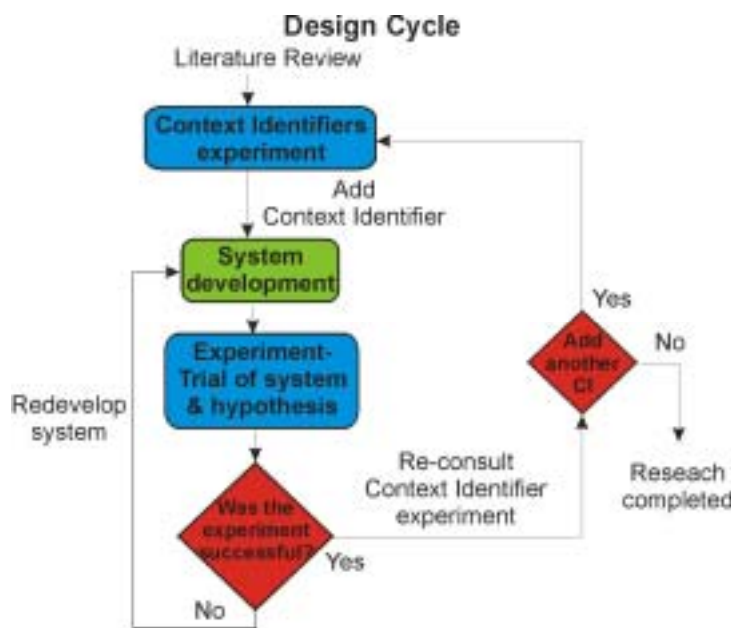 Design Cycle
Literature Review
Context Identifiers
experiment
Add
Context Identifier
System
development
Experiment-
Trial of system
& hypothesis
Redevelop
system
Was the
experiment
successful?
No
Yes
Re-consult
Context Identifier
experiment
Add
another
CI
Yes
No
Reseach
completed